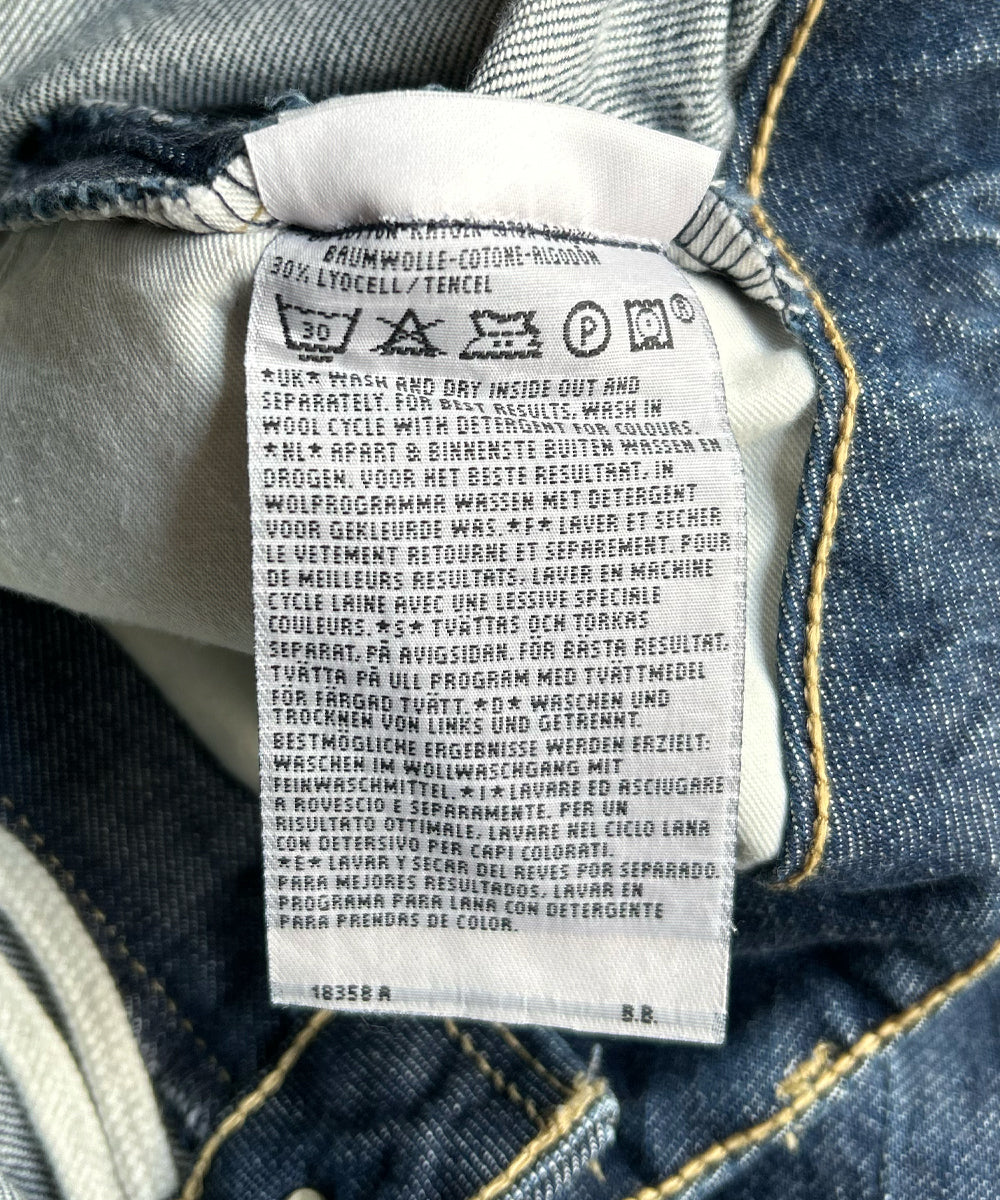 BAUMWOLLE-COTONE-ALGODON
30% LYOCELL/TENCEL
30 P ®
*UK* WASH AND DRY INSIDE OUT AND
SEPARATELY. FOR BEST RESULTS, WASH IN
WOOL CYCLE WITH DETERGENT FOR COLOURS.
*NL* APART & BINNENSTE BUITEN WASSEN EN
DROGEN. VOOR HET BESTE RESULTAAT, IN
WOLPROGRAMMA WASSEN MET DETERGENT
VOOR GEKLEURDE WAS. *F* LAVER ET SECHER
LE VETEMENT RETOURNE ET SEPAREMENT. POUR
DE MEILLEURS RESULTATS, LAVER EN MACHINE
CYCLE LAINE AVEC UNE LESSIVE SPECIALE
COULEURS. *S* TVÄTTAS OCH TORKAS
SEPARAT, PÅ AVIGSIDAN. FÖR BÄSTA RESULTAT,
TVÄTTA PÅ ULL PROGRAM MED TVÄTTMEDEL
FÖR FÄRGAD TVÄTT. *D* WASCHEN UND
TROCKNEN VON LINKS UND GETRENNT.
BESTMÖGLICHE ERGEBNISSE WERDEN ERZIELT:
WASCHEN IM WOLLWASCHGANG MIT
FEINWASCHMITTEL. *I* LAVARE ED ASCIUGARE
A ROVESCIO E SEPARAMENTE. PER UN
RISULTATO OTTIMALE, LAVARE NEL CICLO LANA
CON DETERSIVO PER CAPI COLORATI.
*E* LAVAR Y SECAR DEL REVES POR SEPARADO.
PARA MEJORES RESULTADOS, LAVAR EN
PROGRAMA PARA LANA CON DETERGENTE
PARA PRENDAS DE COLOR.
18358 A
B.B.